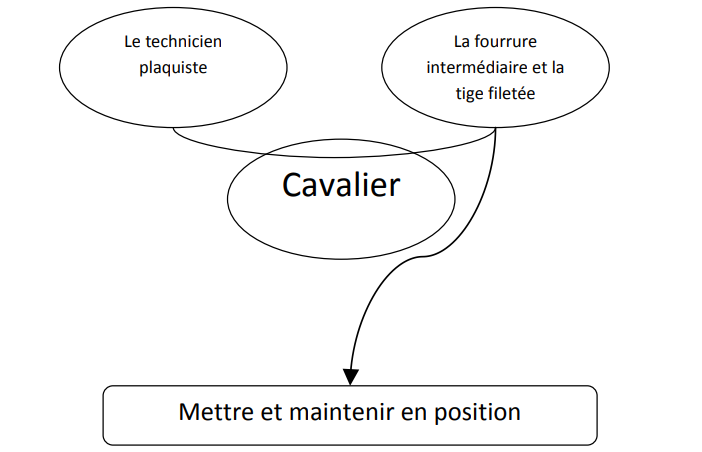 Le technicien
plaquiste
La fourrure
intermédiaire et la
tige filetée
Cavalier
Mettre et maintenir en position